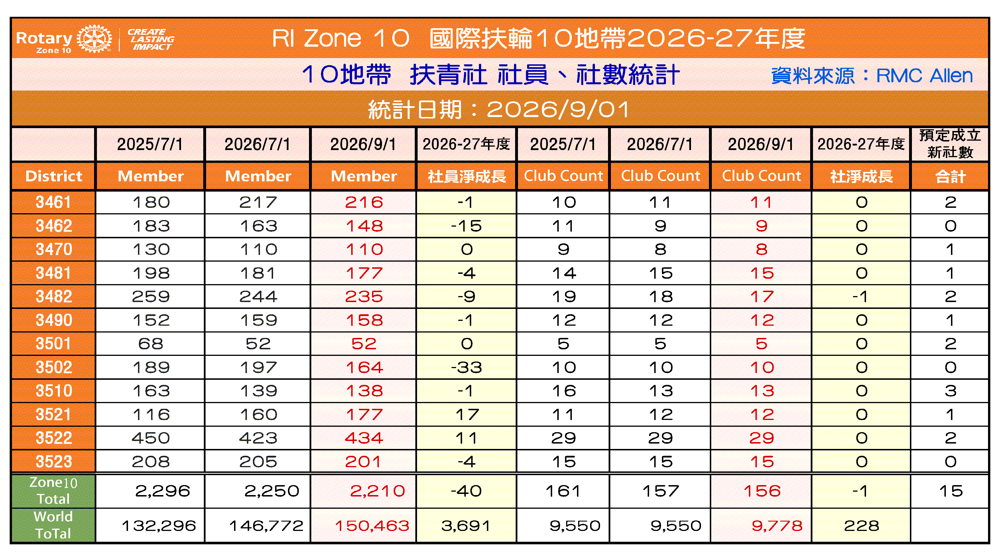 Rotary
Zone 10
CREATE
LASTING
IMPACT
RI Zone 10 國際扶輪10地帶2026-27年度
10地帶 扶青社 社員、社數統計 資料來源：RMC Allen
統計日期：2026/9/01
2025/7/1 2026/7/1 2026/9/1 2026-27年度 2025/7/1 2026/7/1 2026/9/1 2026-27年度 預定成立
新社數
District Member Member Member 社員淨成長 Club Count Club Count Club Count 社淨成長 合計
3461 180 217 216 -1 10 11 11 0 2
3462 183 163 148 -15 11 9 9 0 0
3470 130 110 110 0 9 8 8 0 1
3481 198 181 177 -4 14 15 15 0 1
3482 259 244 235 -9 19 18 17 -1 2
3490 152 159 158 -1 12 12 12 0 1
3501 68 52 52 0 5 5 5 0 2
3502 189 197 164 -33 10 10 10 0 0
3510 163 139 138 -1 16 13 13 0 3
3521 116 160 177 17 11 12 12 0 1
3522 450 423 434 11 29 29 29 0 2
3523 208 205 201 -4 15 15 15 0 0
Zone10
Total 2,296 2,250 2,210 -40 161 157 156 -1 15
World
ToTal 132,296 146,772 150,463 3,691 9,550 9,550 9,778 228